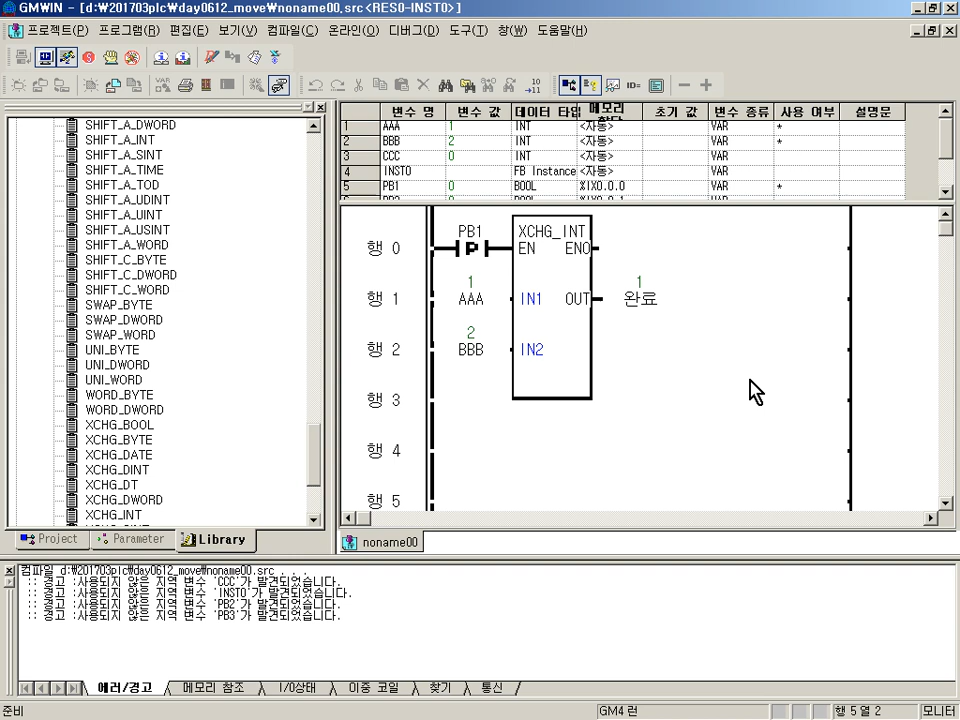 GMWIN - [d:\201703plc\day0612_move\noname00.src<RES0-INST0>]
프로젝트(P) 프로그램(R) 편집(E) 보기(V) 컴파일(C) 온라인(O) 디버그(D) 도구(T) 창(W) 도움말(H)
SHIFT_A_DWORD
SHIFT_A_INT
SHIFT_A_SINT
SHIFT_A_TIME
SHIFT_A_TOD
SHIFT_A_UDINT
SHIFT_A_UINT
SHIFT_A_USINT
SHIFT_A_WORD
SHIFT_C_BYTE
SHIFT_C_DWORD
SHIFT_C_WORD
SWAP_BYTE
SWAP_DWORD
SWAP_WORD
UNI_BYTE
UNI_DWORD
UNI_WORD
WORD_BYTE
WORD_DWORD
XCHG_BOOL
XCHG_BYTE
XCHG_DATE
XCHG_DINT
XCHG_DT
XCHG_DWORD
XCHG_INT
Project Parameter Library
변수 명 변수 값 데이터 타입 메모리 초기 값 변수 종류 사용 여부 설명문
1 AAA 1 INT <자동> VAR *
2 BBB 2 INT <자동> VAR *
3 CCC 0 INT <자동> VAR
4 INST0 FB Instance <자동> VAR
5 PB1 0 BOOL %IX0.0.0 VAR *
PB1 XCHG_INT
행 0 P EN ENO
1 1
행 1 AAA IN1 OUT 완료
2
행 2 BBB IN2
행 3
행 4
행 5
noname00
컴파일 d:\201703plc\day0612_move\noname00.src . . .
:: 경고 :사용되지 않은 지역 변수 'CCC'가 발견되었습니다.
:: 경고 :사용되지 않은 지역 변수 'INST0'가 발견되었습니다.
:: 경고 :사용되지 않은 지역 변수 'PB2'가 발견되었습니다.
:: 경고 :사용되지 않은 지역 변수 'PB3'가 발견되었습니다.
에러/경고 메모리 참조 I/O상태 이중 코일 찾기 통신
준비 GM4 런 행 5 열 2 모니터